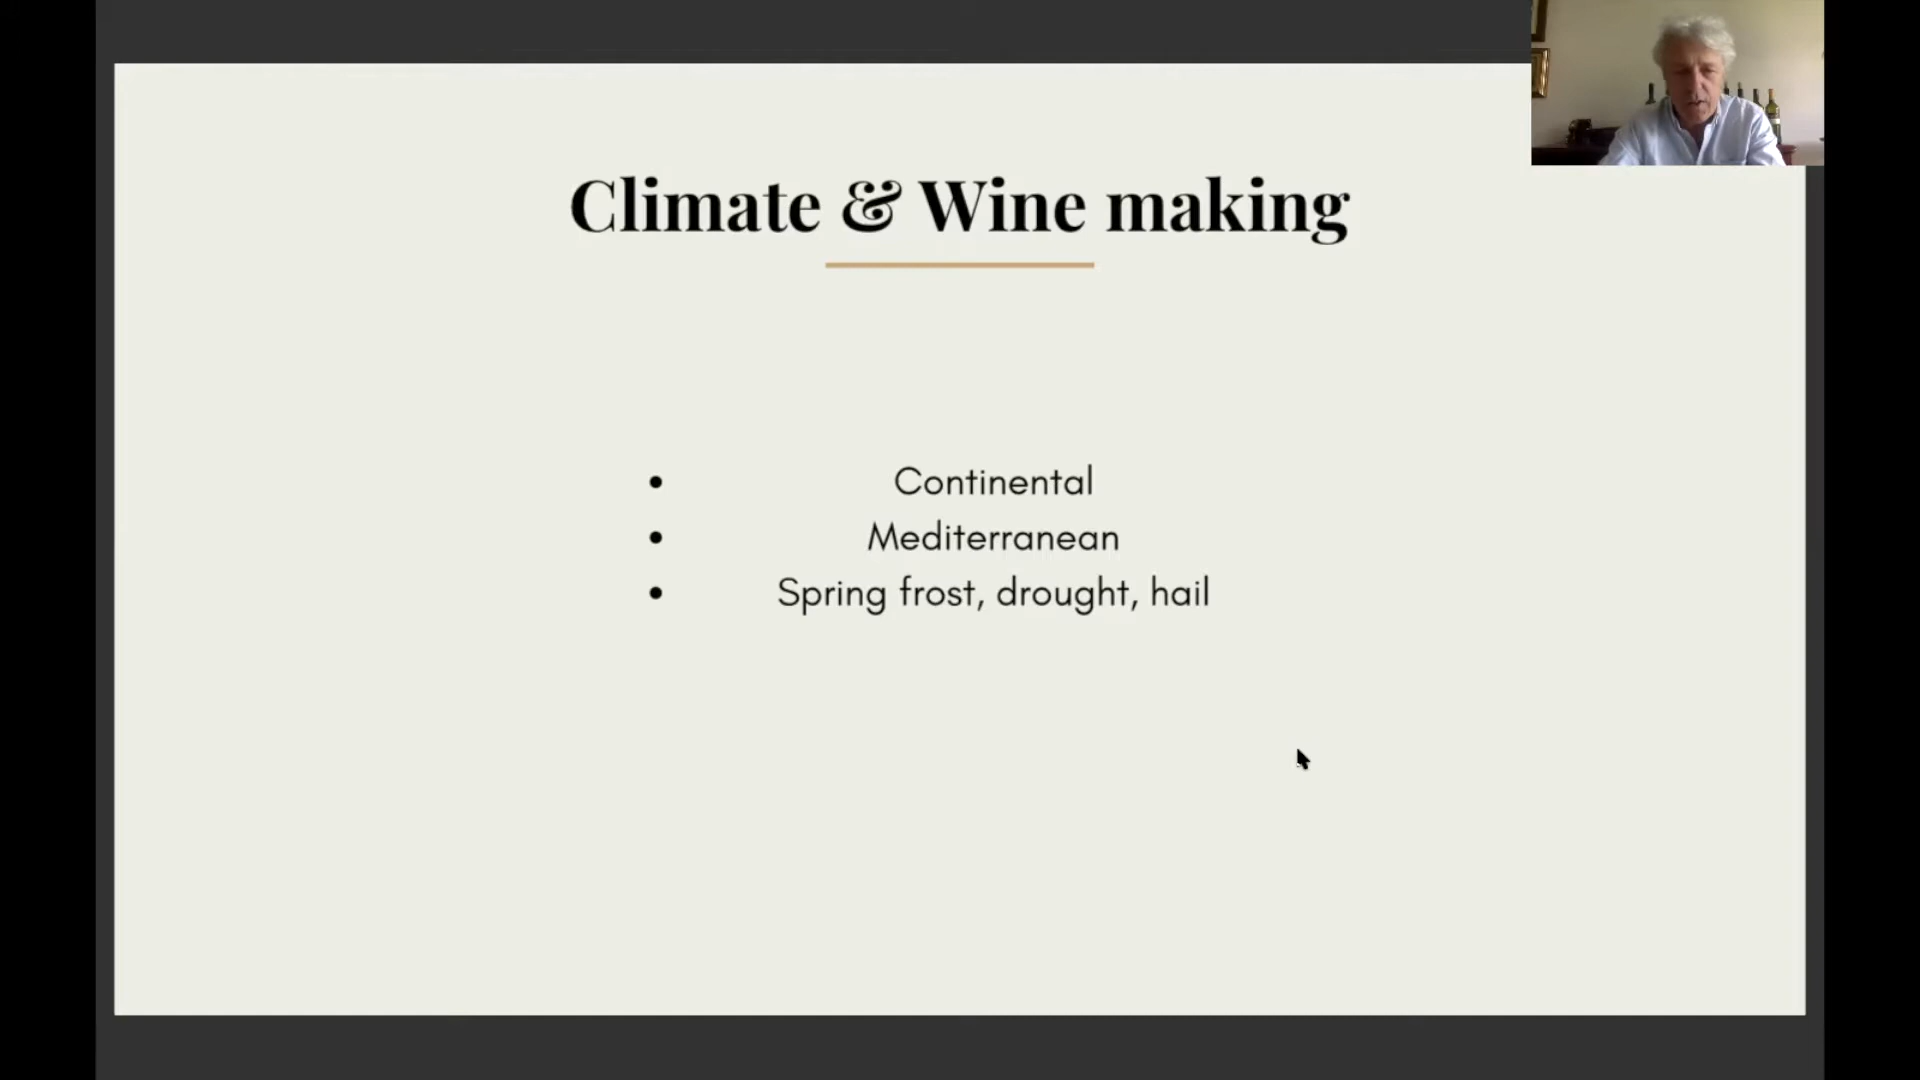 Climate & Wine making
• Continental
• Mediterranean
• Spring frost, drought, hail